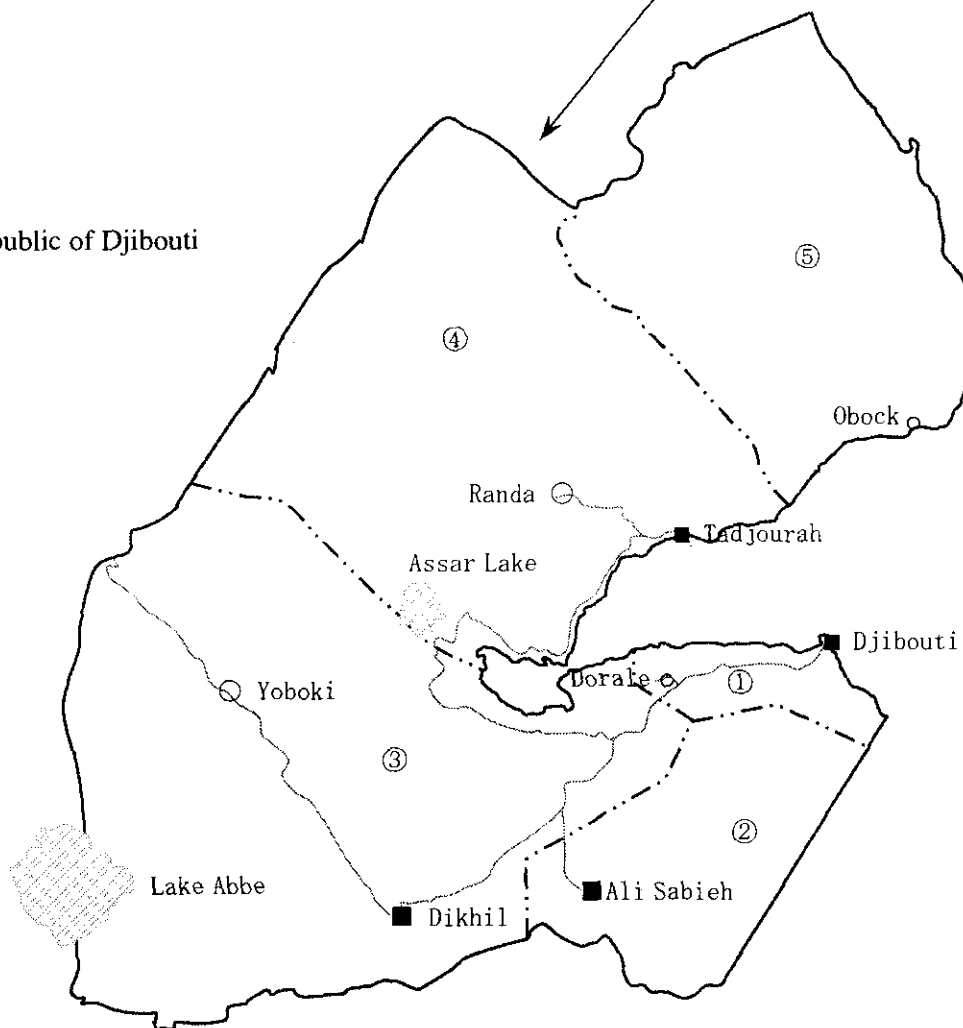 public of Djibouti
⑤
④
Obock
Randa
Tadjourah
Assar Lake
Djibouti
Dorale
①
Yoboki
③
②
Lake Abbe
Ali Sabieh
Dikhil